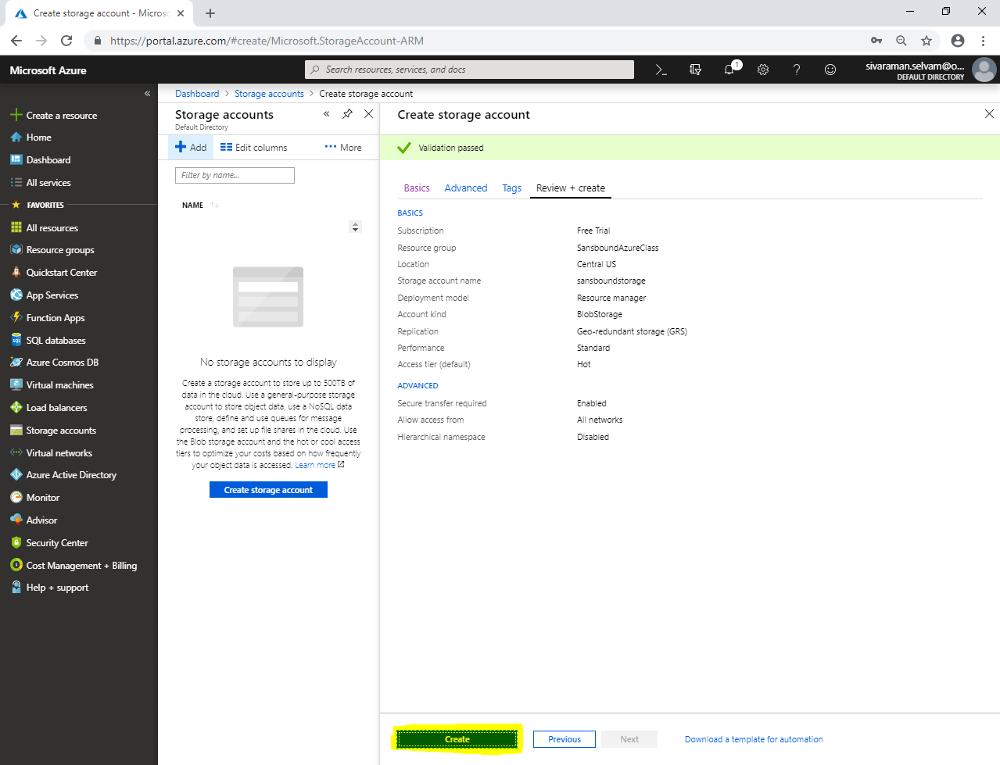 Create storage account - Micros
https://portal.azure.com/#create/Microsoft.StorageAccount-ARM
Microsoft Azure
Search resources, services, and docs
1
sivaraman.selvam@o...
DEFAULT DIRECTORY
Create a resource
Home
Dashboard
All services
FAVORITES
All resources
Resource groups
Quickstart Center
App Services
Function Apps
SQL databases
Azure Cosmos DB
Virtual machines
Load balancers
Storage accounts
Virtual networks
Azure Active Directory
Monitor
Advisor
Security Center
Cost Management + Billing
Help + support
Dashboard > Storage accounts > Create storage account
Storage accounts
Default Directory
Add Edit columns ••• More
Filter by name...
NAME ↑↓
No storage accounts to display
Create a storage account to store up to 500TB of
data in the cloud. Use a general-purpose storage
account to store object data, use a NoSQL data
store, define and use queues for message
processing, and set up file shares in the cloud. Use
the Blob storage account and the hot or cool access
tiers to optimize your costs based on how frequently
your object data is accessed. Learn more
Create storage account
Create storage account
Validation passed
Basics Advanced Tags Review + create
BASICS
Subscription Free Trial
Resource group SansboundAzureClass
Location Central US
Storage account name sansboundstorage
Deployment model Resource manager
Account kind BlobStorage
Replication Geo-redundant storage (GRS)
Performance Standard
Access tier (default) Hot
ADVANCED
Secure transfer required Enabled
Allow access from All networks
Hierarchical namespace Disabled
Create Previous Next Download a template for automation